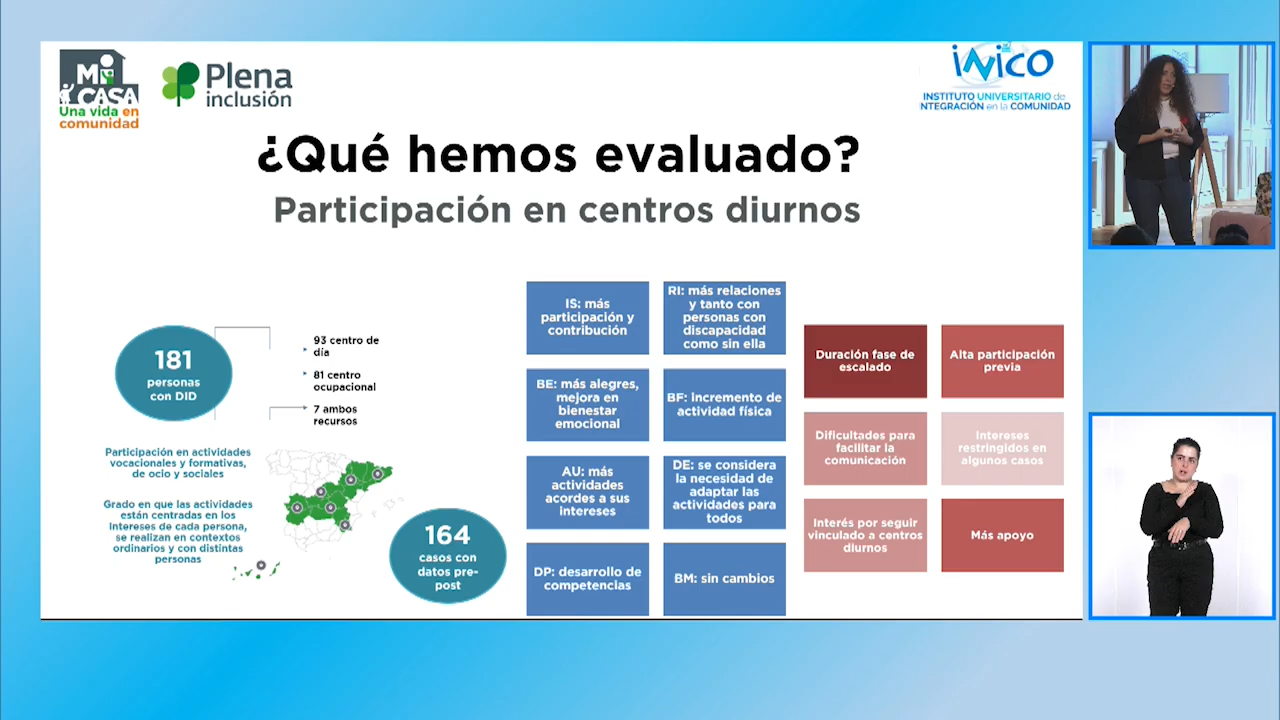 Mi
CASA
Una vida en
comunidad
Plena
inclusión
iNiCO
INSTITUTO UNIVERSITARIO de
INTEGRACIÓN en la COMUNIDAD
¿Qué hemos evaluado?
Participación en centros diurnos
181
personas
con DID
93 centro de
día
81 centro
ocupacional
7 ambos
recursos
Participación en actividades
vocacionales y formativas,
de ocio y sociales
Grado en que las actividades
están centradas en los
intereses de cada persona,
se realizan en contextos
ordinarios y con distintas
personas
164
casos con
datos pre-
post
IS: más
participación y
contribución
RI: más relaciones
y tanto con
personas con
discapacidad
como sin ella
BE: más alegres,
mejora en
bienestar
emocional
BF: incremento de
actividad física
AU: más
actividades
acordes a sus
intereses
DE: se considera
la necesidad de
adaptar las
actividades para
todos
DP: desarrollo de
competencias
BM: sin cambios
Duración fase de
escalado
Alta participación
previa
Dificultades para
facilitar la
comunicación
Intereses
restringidos en
algunos casos
Interés por seguir
vinculado a centros
diurnos
Más apoyo